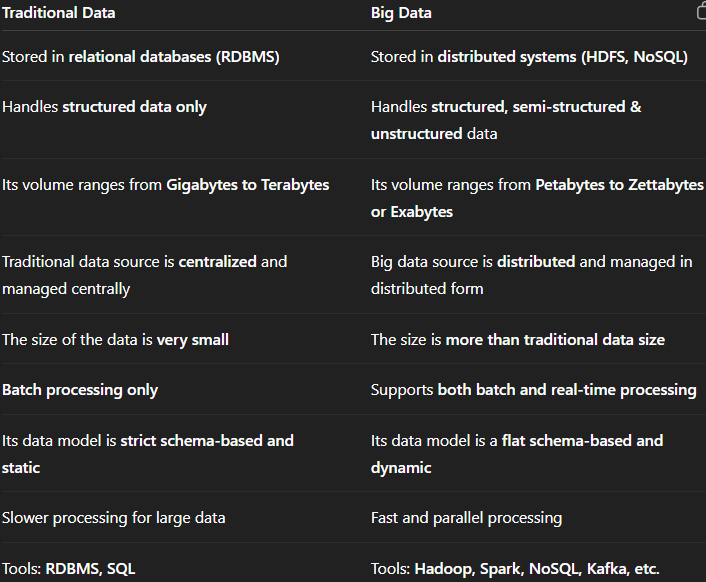 Traditional Data Big Data
Stored in relational databases (RDBMS) Stored in distributed systems (HDFS, NoSQL)
Handles structured data only Handles structured, semi-structured &
unstructured data
Its volume ranges from Gigabytes to Terabytes Its volume ranges from Petabytes to Zettabytes
or Exabytes
Traditional data source is centralized and Big data source is distributed and managed in
managed centrally distributed form
The size of the data is very small The size is more than traditional data size
Batch processing only Supports both batch and real-time processing
Its data model is strict schema-based and Its data model is a flat schema-based and
static dynamic
Slower processing for large data Fast and parallel processing
Tools: RDBMS, SQL Tools: Hadoop, Spark, NoSQL, Kafka, etc.